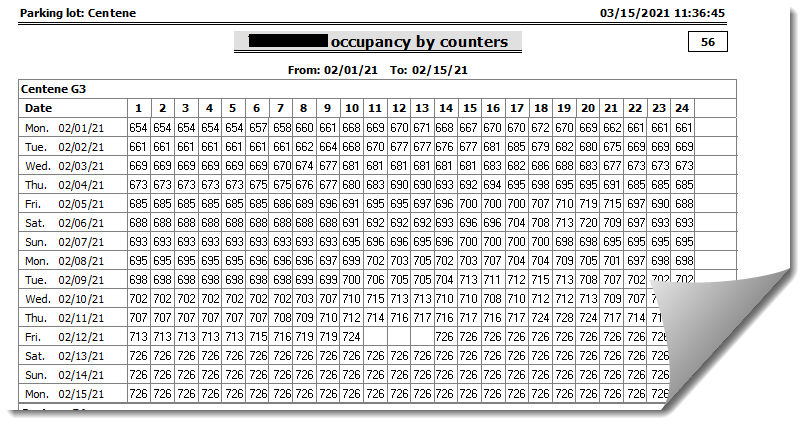 Parking lot: Centene 03/15/2021 11:36:45
occupancy by counters 56
From: 02/01/21 To: 02/15/21
Centene G3
Date 1 2 3 4 5 6 7 8 9 10 11 12 13 14 15 16 17 18 19 20 21 22 23 24
Mon. 02/01/21 654 654 654 654 654 657 658 660 661 668 669 670 671 668 667 670 670 672 670 669 662 661 661 661
Tue. 02/02/21 661 661 661 661 661 661 661 662 664 668 670 677 677 676 677 681 685 679 682 680 675 669 669 669
Wed. 02/03/21 669 669 669 669 669 669 670 674 677 681 681 681 681 681 681 683 682 686 688 683 677 673 673 673
Thu. 02/04/21 673 673 673 673 675 675 675 676 677 680 683 690 690 693 692 694 695 698 695 695 691 685 685 685
Fri. 02/05/21 685 685 685 685 685 685 686 689 696 691 695 695 697 696 700 700 700 707 710 719 715 697 690 688
Sat. 02/06/21 688 688 688 688 688 688 688 688 688 691 692 692 692 693 696 696 704 708 713 720 709 697 693 693
Sun. 02/07/21 693 693 693 693 693 693 693 693 693 695 696 696 695 696 700 700 700 700 698 698 695 695 695 695
Mon. 02/08/21 695 695 695 695 695 696 696 696 697 699 702 703 705 702 703 707 704 704 709 705 701 697 698 698
Tue. 02/09/21 698 698 698 698 698 698 698 699 699 700 706 705 705 704 713 711 712 715 713 708 707 702 702 702
Wed. 02/10/21 702 702 702 702 702 702 702 703 707 710 715 713 713 710 710 708 710 712 712 713 709 707
Thu. 02/11/21 707 707 707 707 707 707 708 709 710 712 714 716 717 716 717 716 717 724 728 724 717 714
Fri. 02/12/21 713 713 713 713 713 715 716 719 719 724 726 726 726 726 726 726 726 726 726 726
Sat. 02/13/21 726 726 726 726 726 726 726 726 726 726 726 726 726 726 726 726 726 726 726 726 726 726 726
Sun. 02/14/21 726 726 726 726 726 726 726 726 726 726 726 726 726 726 726 726 726 726 726 726 726 726 726
Mon. 02/15/21 726 726 726 726 726 726 726 726 726 726 726 726 726 726 726 726 726 726 726 726 726 726 726